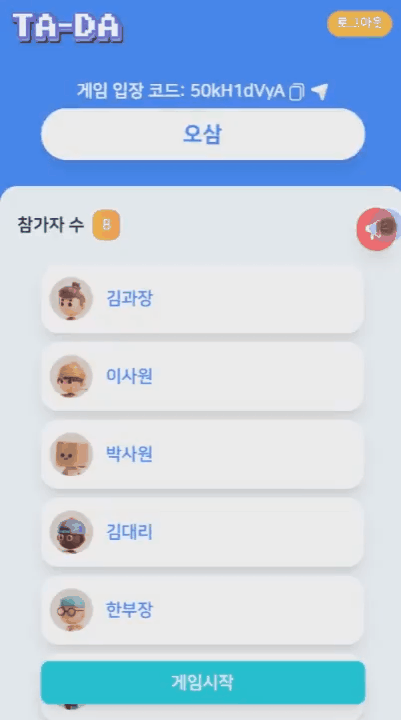 TA-DA
로그아웃
게임 입장 코드: 50kH1dVyA
오삼
참가자 수 8
김과장
이사원
박사원
김대리
한부장
게임시작